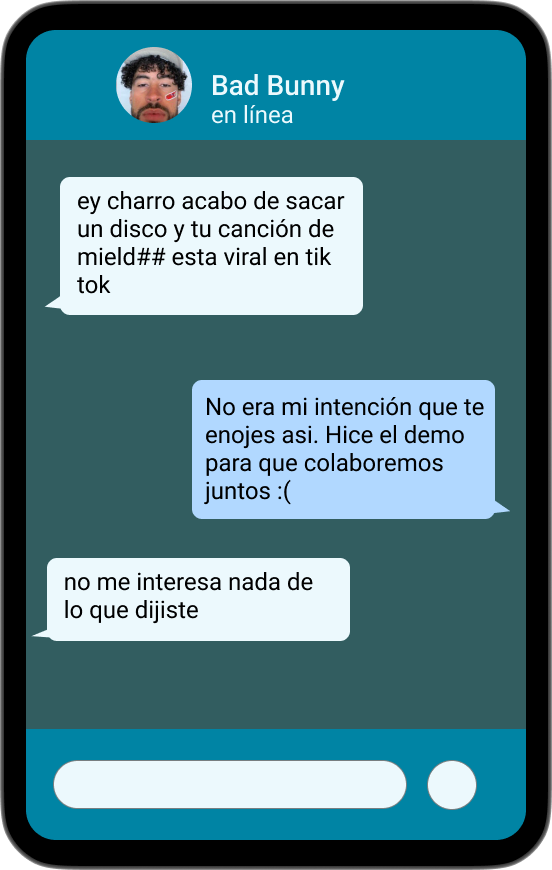 Bad Bunny
en línea
ey charro acabo de sacar
un disco y tu canción de
mield## esta viral en tik
tok
No era mi intención que te
enojes asi. Hice el demo
para que colaboremos
juntos :(
no me interesa nada de
lo que dijiste